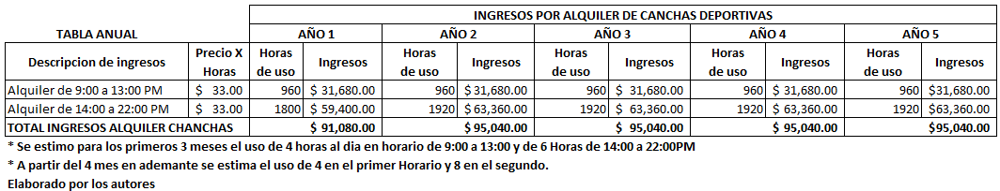 INGRESOS POR ALQUILER DE CANCHAS DEPORTIVAS
TABLA ANUAL AÑO 1 AÑO 2 AÑO 3 AÑO 4 AÑO 5
Descripcion de ingresos Precio X Horas Horas de uso Ingresos Horas de uso Ingresos Horas de uso Ingresos Horas de uso Ingresos Horas de uso Ingresos
Alquiler de 9:00 a 13:00 PM $ 33.00 960 $ 31,680.00 960 $ 31,680.00 960 $ 31,680.00 960 $ 31,680.00 960 $31,680.00
Alquiler de 14:00 a 22:00 PM $ 33.00 1800 $ 59,400.00 1920 $ 63,360.00 1920 $ 63,360.00 1920 $ 63,360.00 1920 $63,360.00
TOTAL INGRESOS ALQUILER CHANCHAS $ 91,080.00 $ 95,040.00 $ 95,040.00 $ 95,040.00 $95,040.00
* Se estimo para los primeros 3 meses el uso de 4 horas al dia en horario de 9:00 a 13:00 y de 6 Horas de 14:00 a 22:00PM
* A partir del 4 mes en ademante se estima el uso de 4 en el primer Horario y 8 en el segundo.
Elaborado por los autores